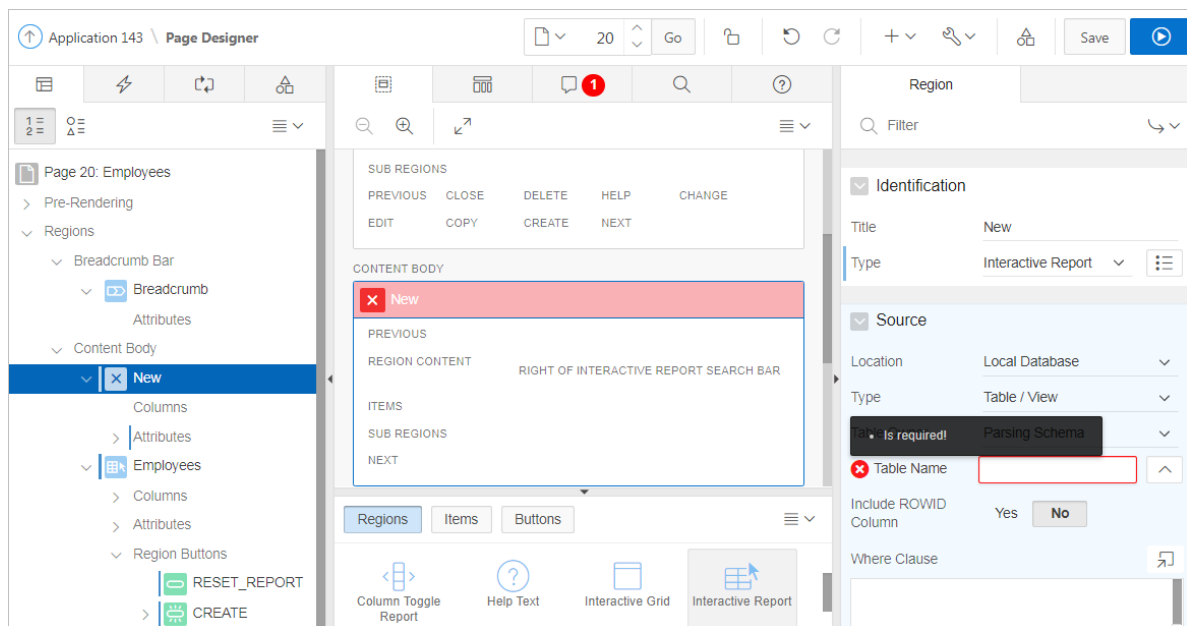 Application 143 \ Page Designer
20
Go
Save
1
Region
1 =
2 =
Filter
Page 20: Employees
Pre-Rendering
Regions
Breadcrumb Bar
Breadcrumb
Attributes
Content Body
New
Columns
Attributes
Employees
Columns
Attributes
Region Buttons
RESET_REPORT
CREATE
SUB REGIONS
PREVIOUS CLOSE DELETE HELP CHANGE
EDIT COPY CREATE NEXT
CONTENT BODY
New
PREVIOUS
REGION CONTENT
RIGHT OF INTERACTIVE REPORT SEARCH BAR
ITEMS
SUB REGIONS
NEXT
Regions Items Buttons
Column Toggle
Report
Help Text
Interactive Grid
Interactive Report
Identification
Title New
Type Interactive Report
Source
Location Local Database
Type Table / View
Parsing Schema
Is required!
Table Name
Include ROWID
Column
Yes No
Where Clause